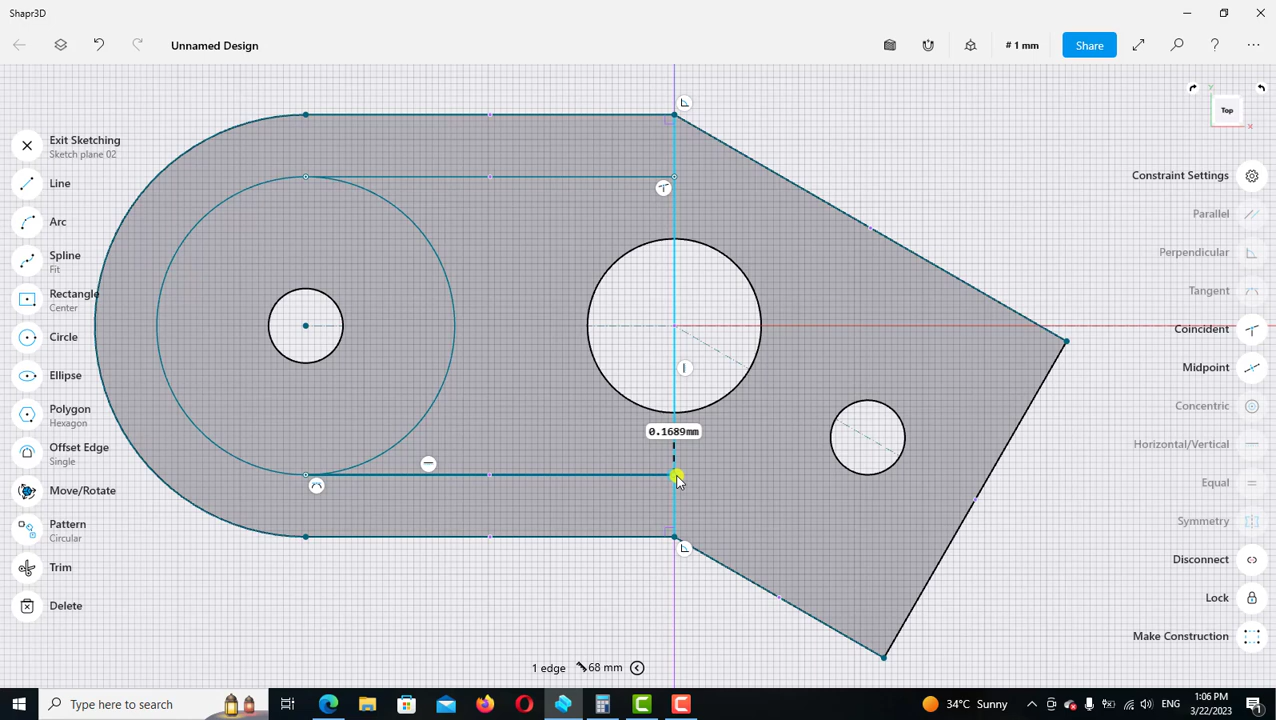 Shapr3D
Unnamed Design
# 1 mm
Share
Top
Y
X
Exit Sketching
Sketch plane 02
Line
Arc
Spline
Fit
Rectangle
Center
Circle
Ellipse
Polygon
Hexagon
Offset Edge
Single
Move/Rotate
Pattern
Circular
Trim
Delete
0.1689mm
Constraint Settings
Parallel
Perpendicular
Tangent
Coincident
Midpoint
Concentric
Horizontal/Vertical
Equal
Symmetry
Disconnect
Lock
Make Construction
1 edge 68 mm
Type here to search
34°C Sunny
ENG
1:06 PM
3/22/2023